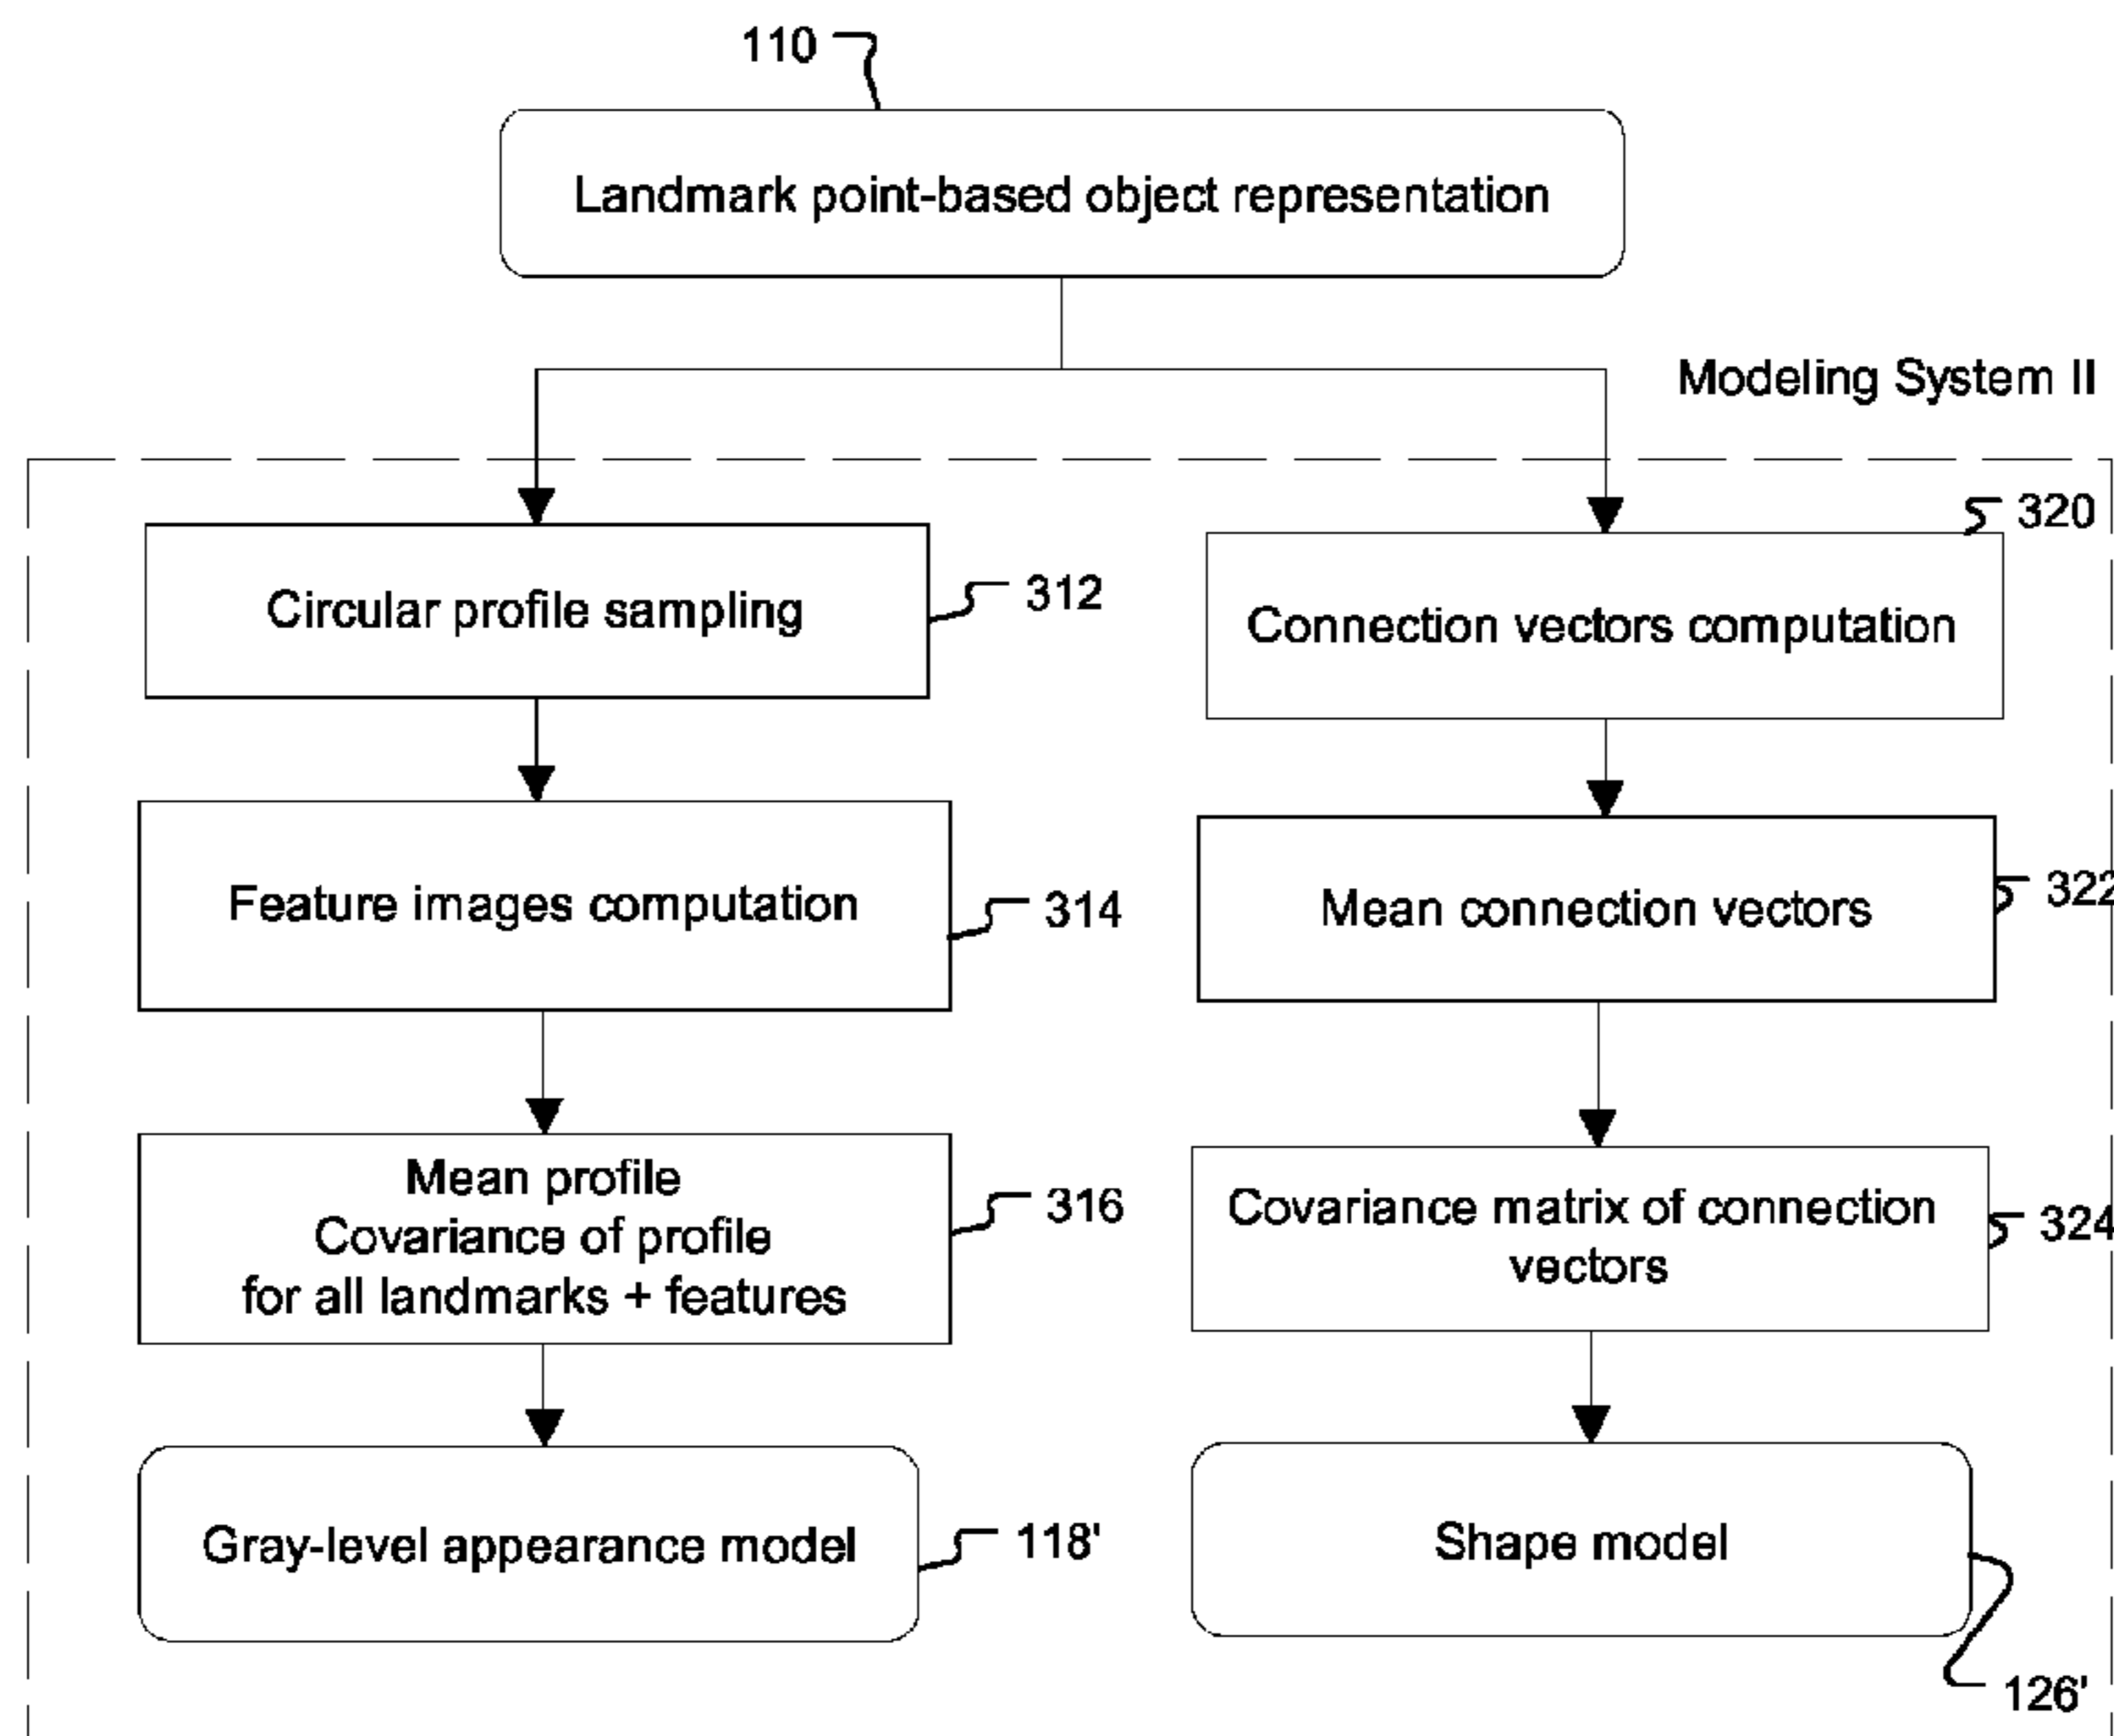 110
Landmark point-based object representation
Modeling System II
Circular profile sampling
312
320
Connection vectors computation
Feature images computation
314
Mean connection vectors
322
Mean profile
Covariance of profile
for all landmarks + features
316
Covariance matrix of connection
vectors
324
Gray-level appearance model
118'
Shape model
126'